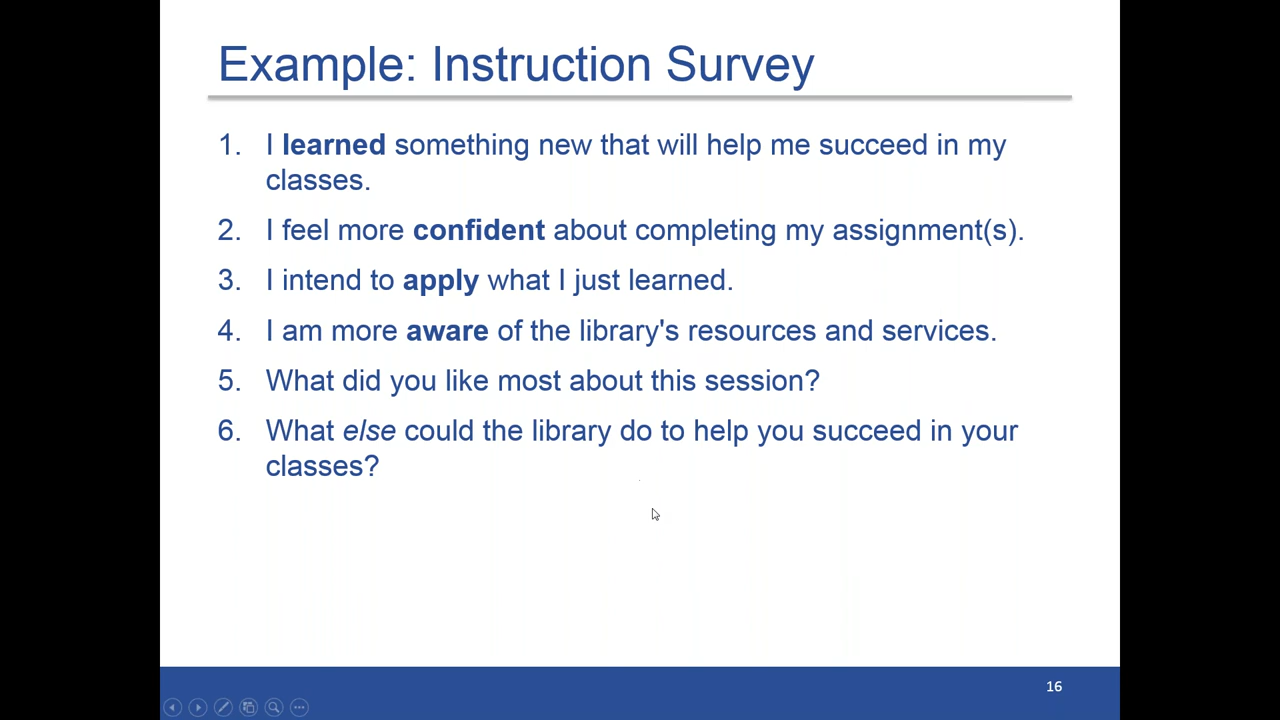 Example: Instruction Survey
1. I learned something new that will help me succeed in my
classes.
2. I feel more confident about completing my assignment(s).
3. I intend to apply what I just learned.
4. I am more aware of the library's resources and services.
5. What did you like most about this session?
6. What else could the library do to help you succeed in your
classes?
16